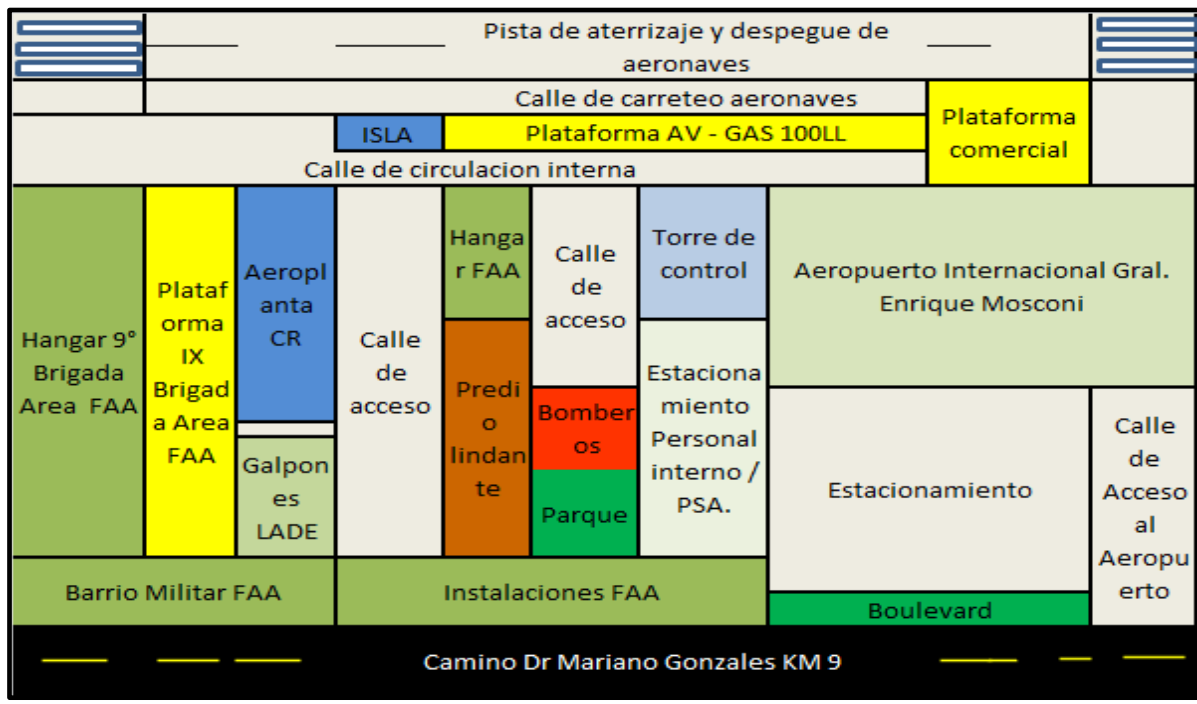 Pista de aterrizaje y despegue de
aeronaves
Calle de carreteo aeronaves
Plataforma
comercial
ISLA
Plataforma AV - GAS 100LL
Calle de circulacion interna
Hangar 9°
Brigada
Area FAA
Plataf
orma
IX
Brigad
a Area
FAA
Aeropl
anta
CR
Galpon
es
LADE
Calle
de
acceso
Hanga
r FAA
Predi
o
lindan
te
Calle
de
acceso
Bomber
os
Parque
Torre de
control
Estaciona
miento
Personal
interno /
PSA.
Aeropuerto Internacional Gral.
Enrique Mosconi
Estacionamiento
Calle
de
Acceso
al
Aeropu
erto
Barrio Militar FAA
Instalaciones FAA
Boulevard
Camino Dr Mariano Gonzales KM 9